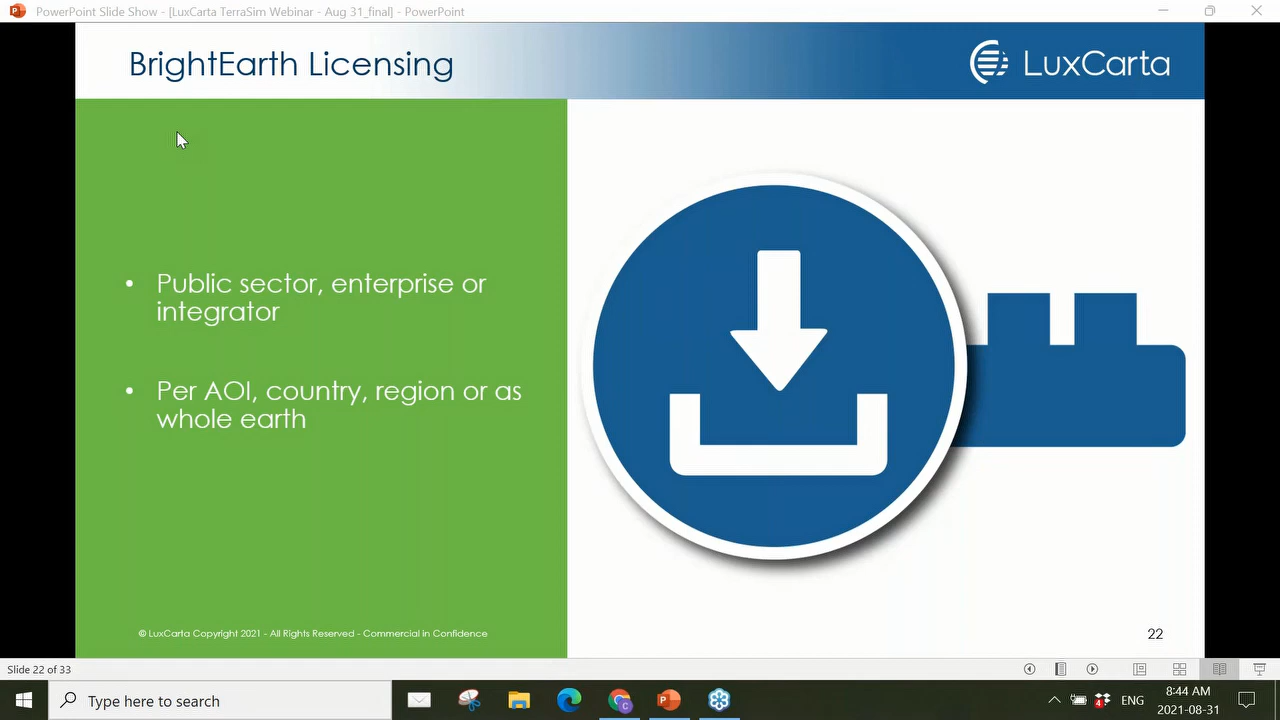 PowerPoint Slide Show - [LuxCarta TerraSim Webinar - Aug 31_final] - PowerPoint
BrightEarth Licensing
LuxCarta
• Public sector, enterprise or
integrator
• Per AOI, country, region or as
whole earth
© LuxCarta Copyright 2021 - All Rights Reserved - Commercial in Confidence
22
Slide 22 of 33
Type here to search
4
ENG
8:44 AM
2021-08-31